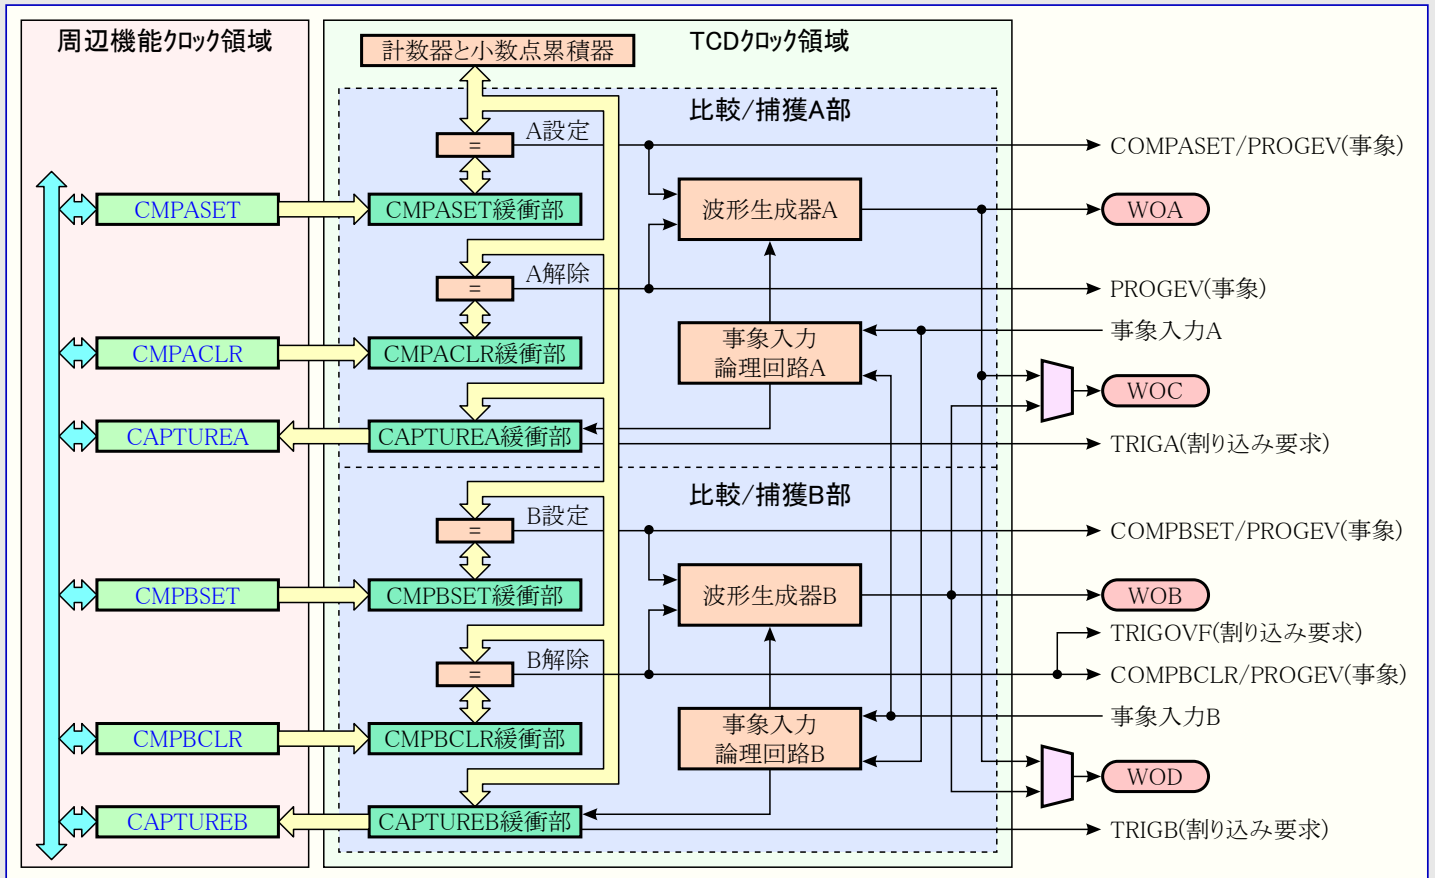 周辺機能クロック領域
TCDクロック領域
計数器と小数点累積器
比較/捕獲A部
=
A設定
COMPASET/PROGEV(事象)
CMPASET
CMPASET緩衝部
波形生成器A
WOA
=
A解除
PROGEV(事象)
事象入力
論理回路A
事象入力A
CMPACLR
CMPACLR緩衝部
WOC
CAPTUREA
CAPTUREA緩衝部
TRIGA(割り込み要求)
比較/捕獲B部
=
B設定
COMPBSET/PROGEV(事象)
CMPBSET
CMPBSET緩衝部
波形生成器B
WOB
TRIGOVF(割り込み要求)
=
B解除
COMPBCLR/PROGEV(事象)
事象入力
論理回路B
事象入力B
CMPBCLR
CMPBCLR緩衝部
WOD
CAPTUREB
CAPTUREB緩衝部
TRIGB(割り込み要求)